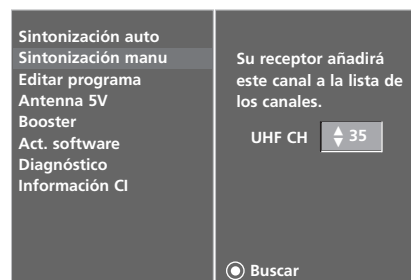 Sintonización auto
Sintonización manu
Editar programa
Antenna 5V
Booster
Act. software
Diagnóstico
Información CI
Su receptor añadirá
este canal a la lista de
los canales.
UHF CH 35
Buscar